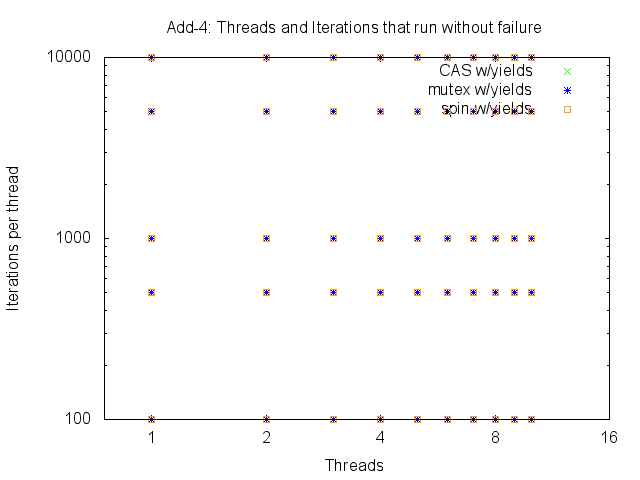 Add-4: Threads and Iterations that run without failure
10000
CAS w/yields
mutex w/yields
spin w/yields
Iterations per thread
1000
100
1 2 4 8 16
Threads